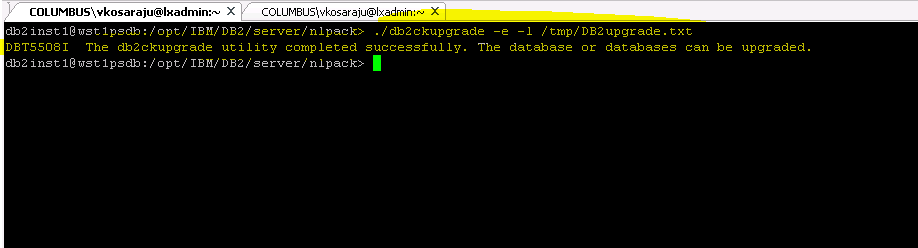 COLUMBUS\vkosaraju@lxadmin:~ X COLUMBUS\vkosaraju@lxadmin:~ X
db2inst1@wst1psdb:/opt/IBM/DB2/server/nlpack> ./db2ckupgrade -e -l /tmp/DB2upgrade.txt
DBT5508I  The db2ckupgrade utility completed successfully. The database or databases can be upgraded.
db2inst1@wst1psdb:/opt/IBM/DB2/server/nlpack>